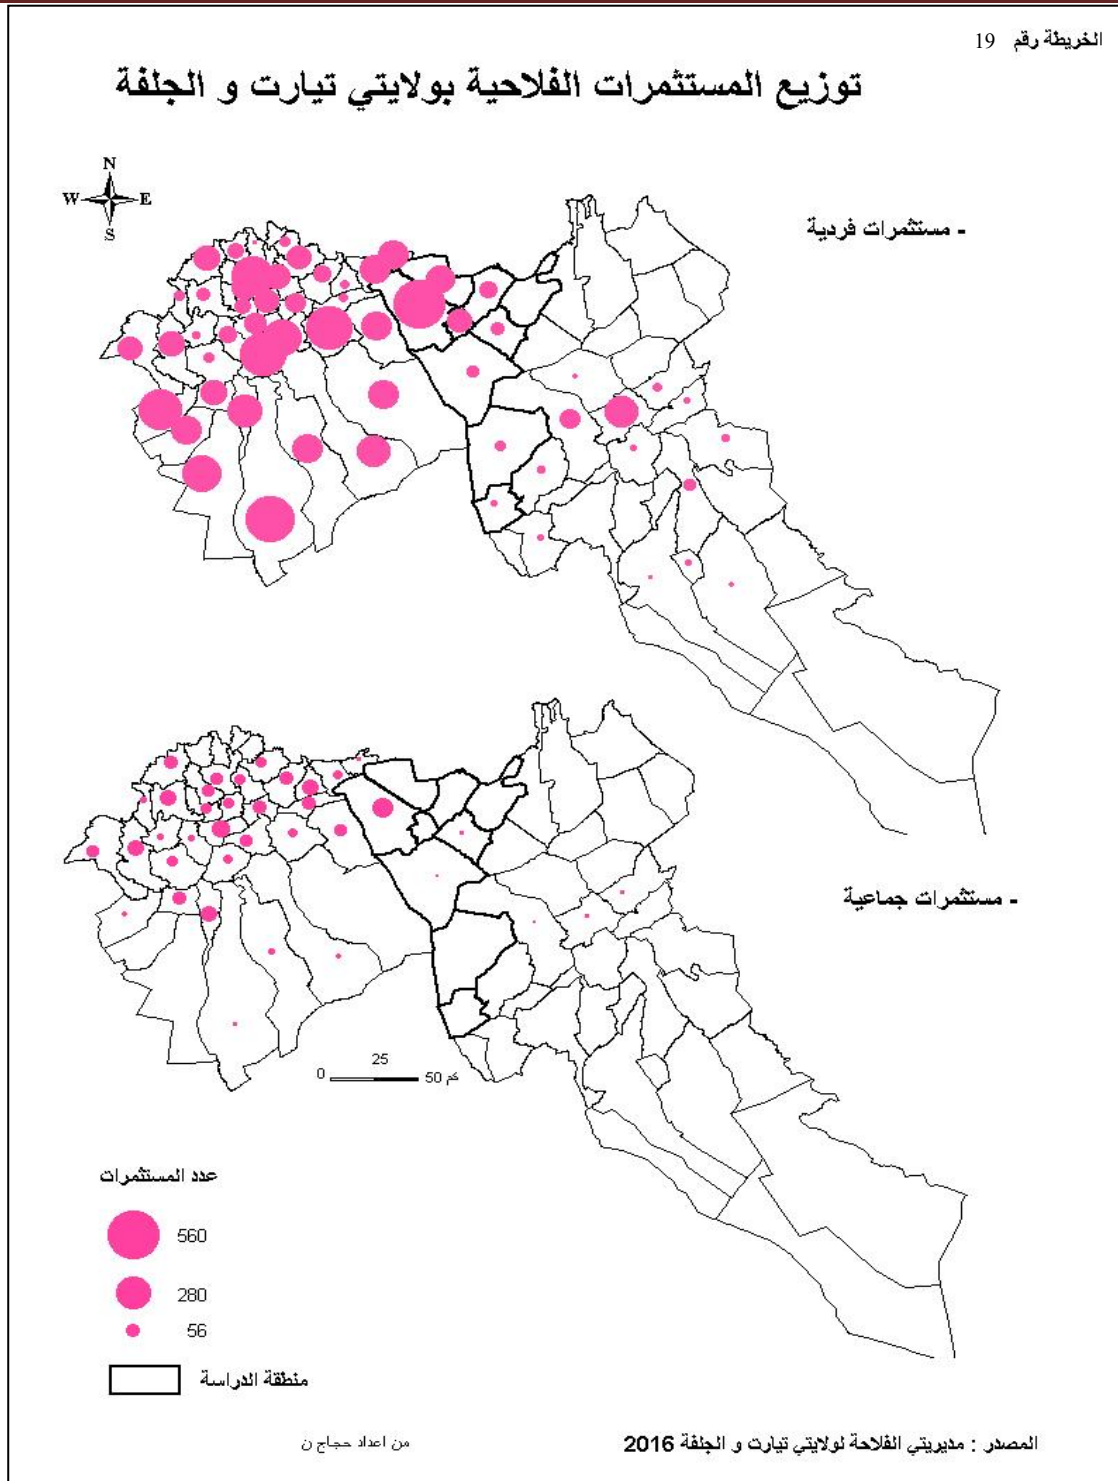 الخريطة رقم 19
توزيع المستثمرات الفلاحية بولايتي تيارت و الجلفة
N
W E
S
- مستثمرات فردية
- مستثمرات جماعية
25
0 50 كم
عدد المستثمرات
560
280
56
منطقة الدراسة
من اعداد حجاج ن
المصدر : مديريتي الفلاحة لولايتي تيارت و الجلفة 2016